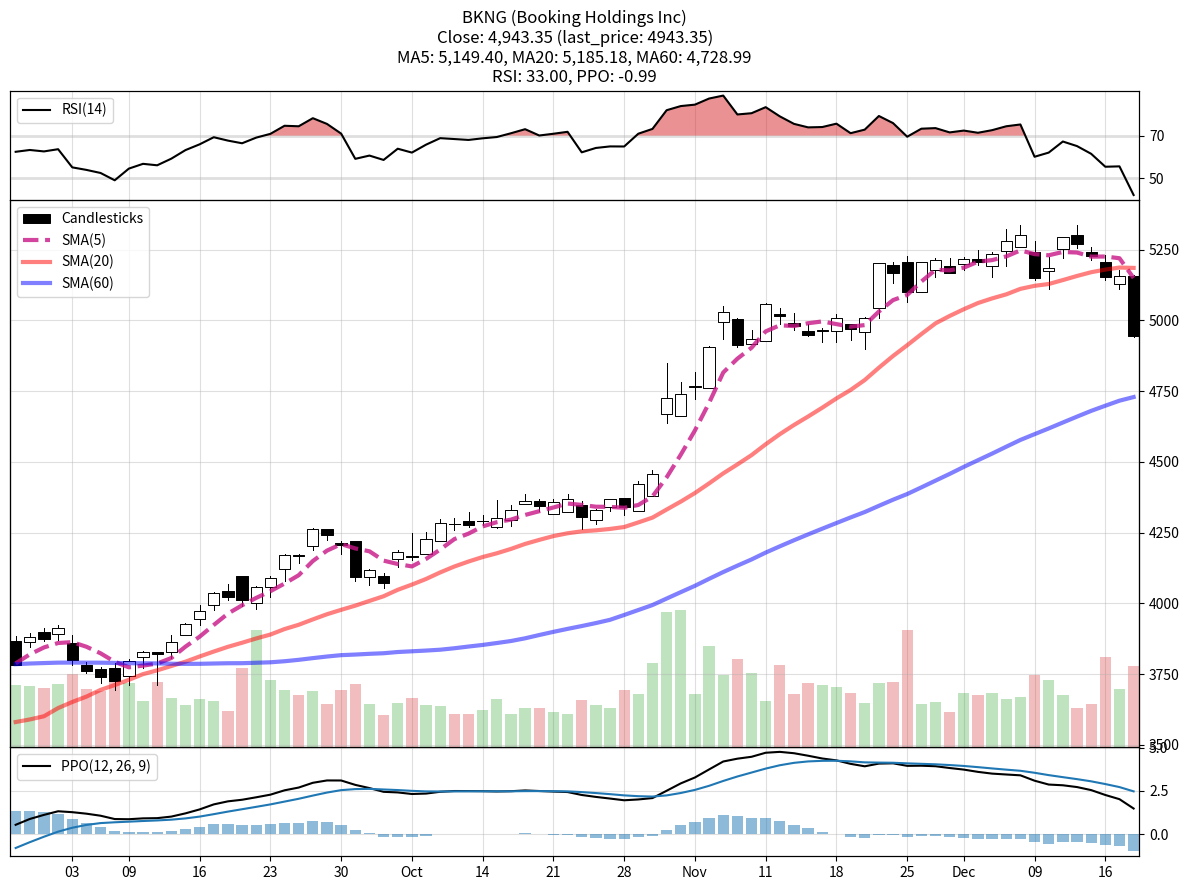 BKNG (Booking Holdings Inc)
Close: 4,943.35 (last_price: 4943.35)
MA5: 5,149.40, MA20: 5,185.18, MA60: 4,728.99
RSI: 33.00, PPO: -0.99
RSI(14)
70
50
Candlesticks
SMA(5)
SMA(20)
SMA(60)
5250
5000
4750
4500
4250
4000
3750
3500
PPO(12, 26, 9)
5.0
2.5
0.0
03 09 16 23 30 Oct 14 21 28 Nov 11 18 25 Dec 09 16